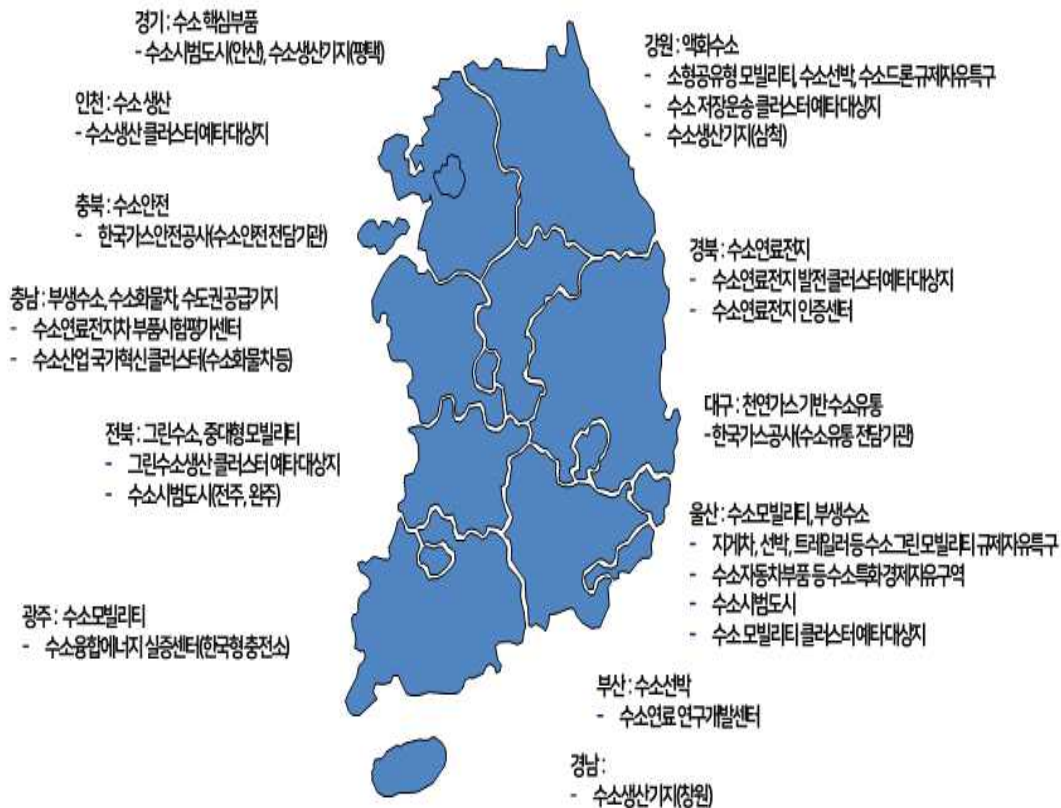 경기 : 수소 핵심부품
- 수소시범도시(안산), 수소생산기지(평택)
인천 : 수소 생산
- 수소생산 클러스터 예타대상지
충북 : 수소안전
- 한국가스안전공사(수소안전 전담기관)
충남 : 부생수소, 수소화물차, 수도권 공급기지
- 수소연료전지차 부품시험평가센터
- 수소산업 국가혁신 클러스터(수소화물차 등)
전북 : 그린수소, 중대형 모빌리티
- 그린수소생산 클러스터 예타대상지
- 수소시범도시(전주, 완주)
광주 : 수소모빌리티
- 수소융합에너지 실증센터(한국형 충전소)
강원 : 액화수소
- 소형공유형 모빌리티, 수소선박, 수소드론 규제자유특구
- 수소 저장운송 클러스터 예타대상지
- 수소생산기지(삼척)
경북 : 수소연료전지
- 수소연료전지 발전 클러스터 예타대상지
- 수소연료전지 인증센터
대구 : 천연가스 기반 수소유통
- 한국가스공사(수소유통 전담기관)
울산 : 수소모빌리티, 부생수소
- 지게차, 선박, 트레일러 등 수소그린 모빌리티 규제자유특구
- 수소자동차부품 등 수소특화 경제자유구역
- 수소시범도시
- 수소 모빌리티 클러스터 예타대상지
부산 : 수소선박
- 수소연료 연구개발센터
경남 :
- 수소생산기지(창원)